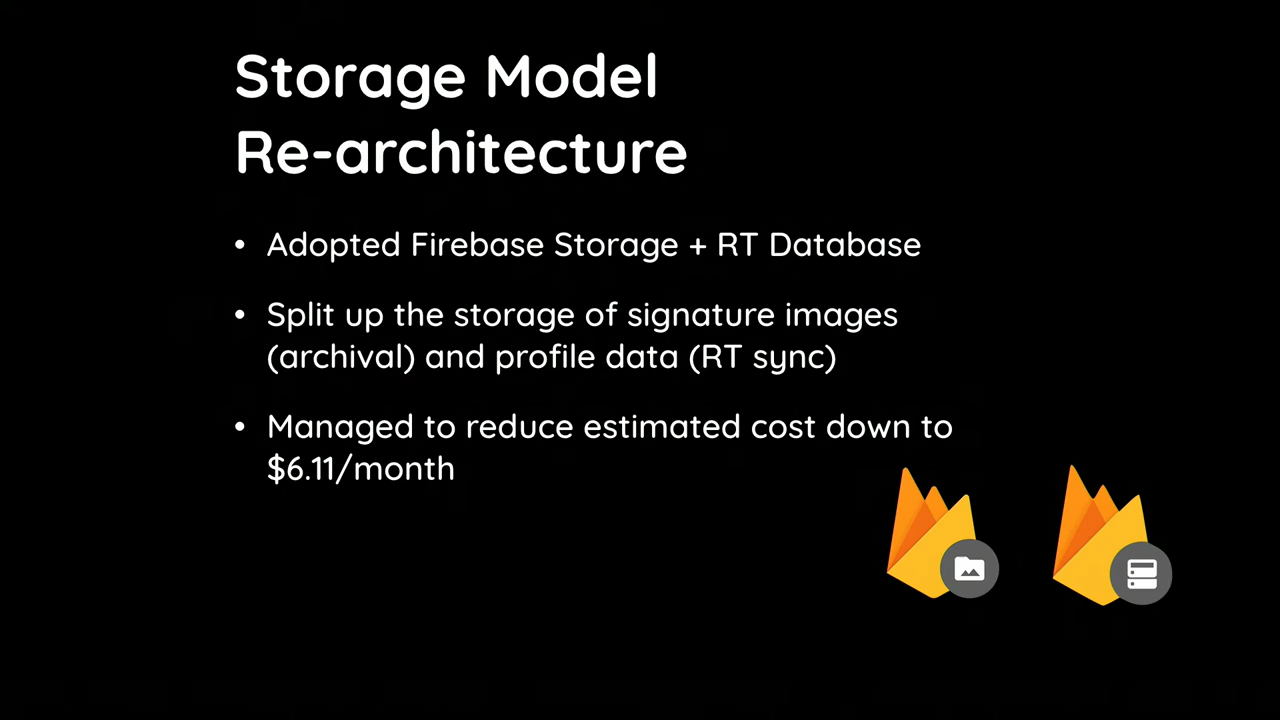 Storage Model
Re-architecture
• Adopted Firebase Storage + RT Database
• Split up the storage of signature images
(archival) and profile data (RT sync)
• Managed to reduce estimated cost down to
$6.11/month